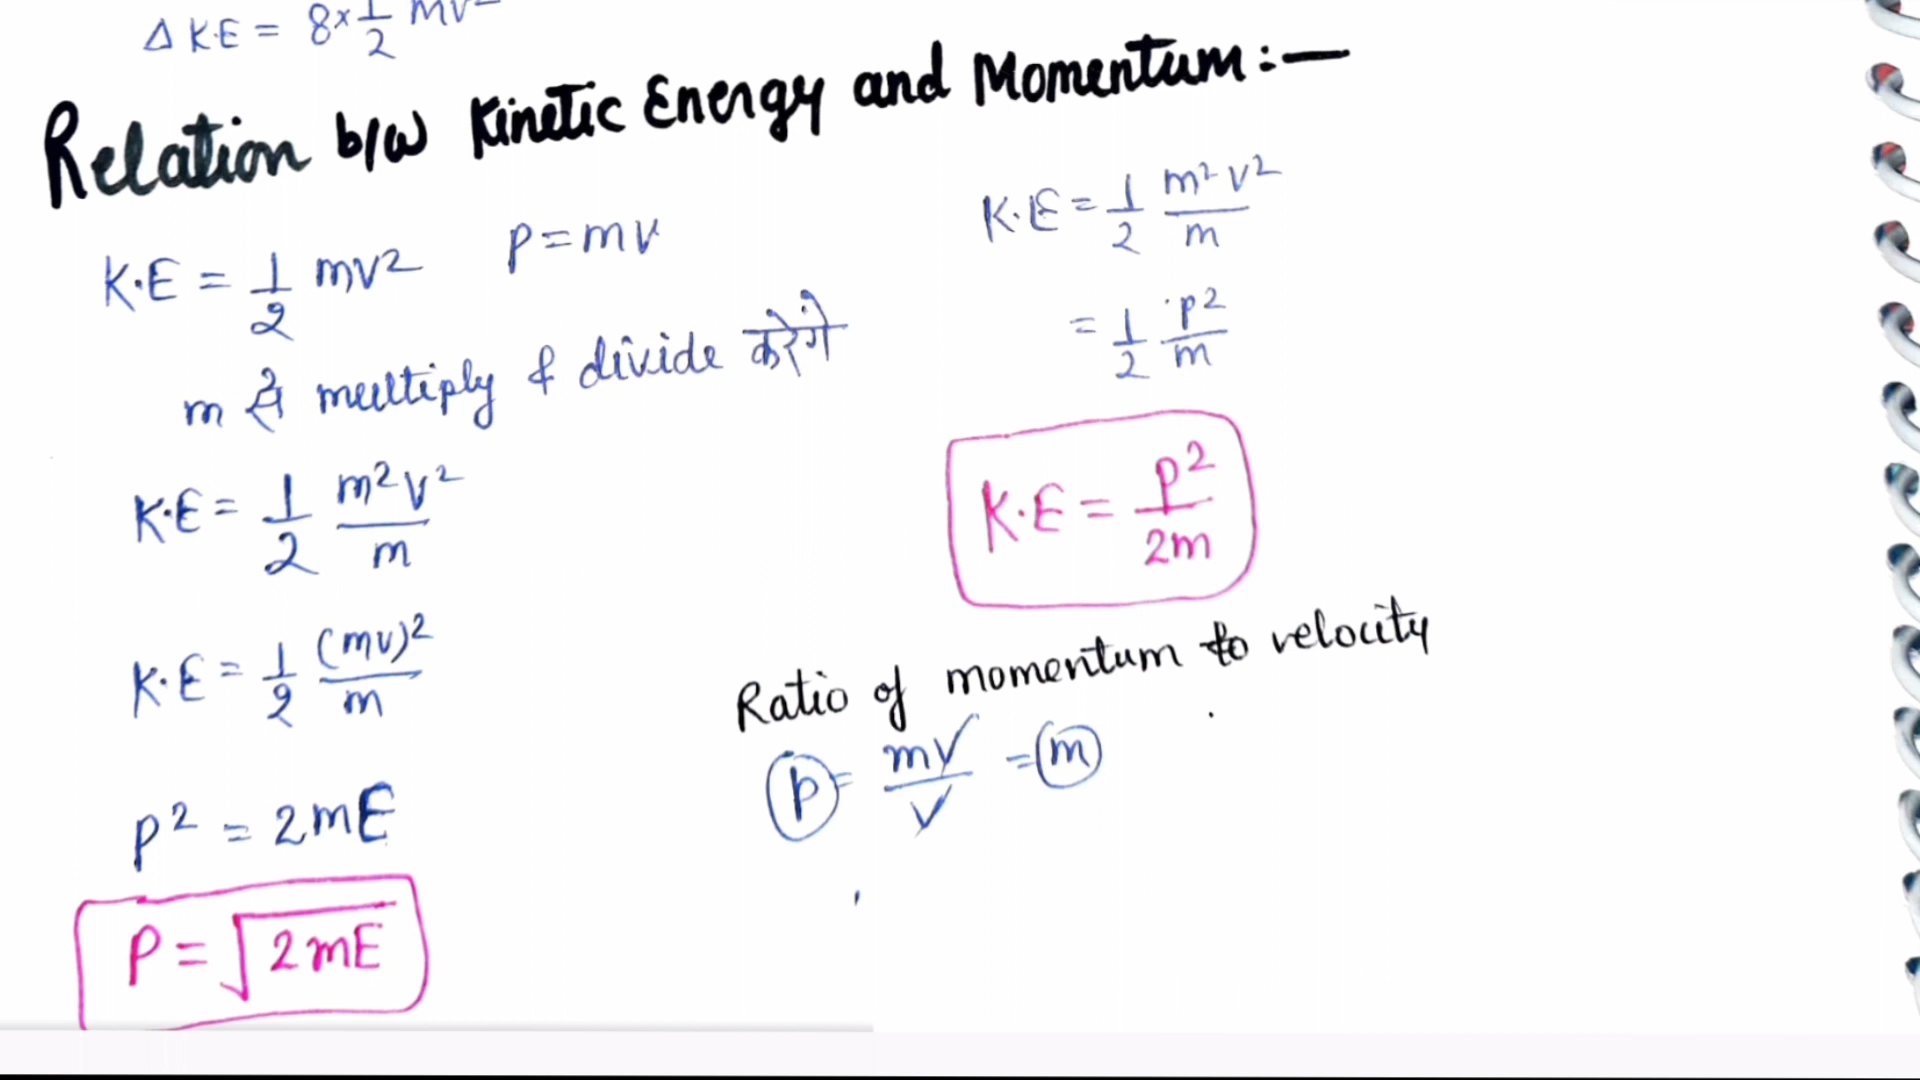 Δ K.E = 8×1/2 mv²
Relation b/w Kinetic Energy and Momentum:—
K.E = 1/2 mv² P=mv
m से multiply & divide करेंगे
K.E = 1/2 m²v²/m
K.E = 1/2 (mv)²/m
p² = 2mE
P = √2mE
K.E = 1/2 m²v²/m
= 1/2 p²/m
K.E = p²/2m
Ratio of momentum to velocity
p = mv/v = m